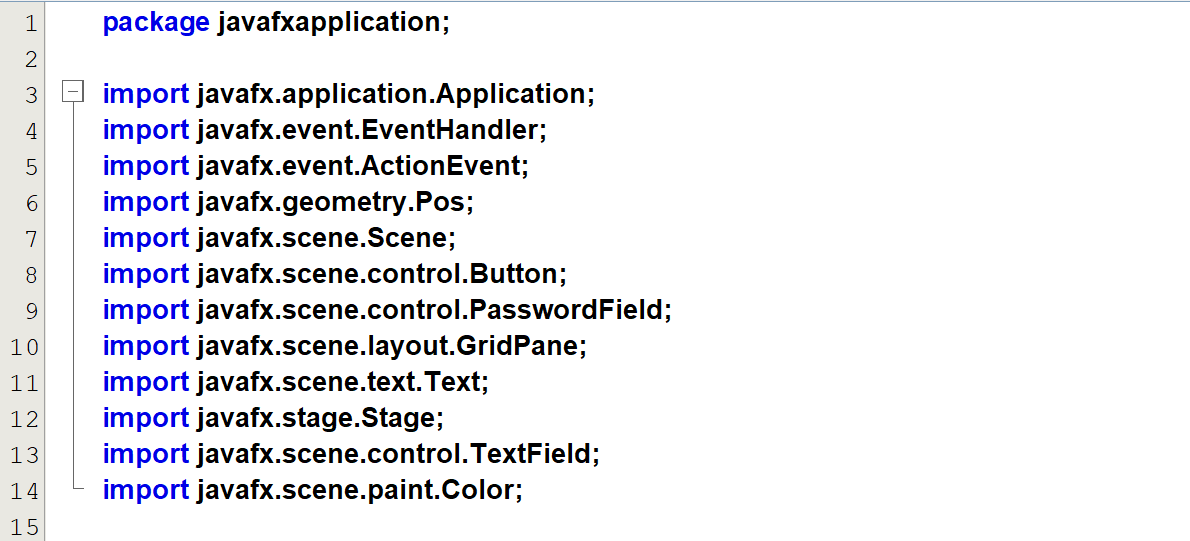 1 package javafxapplication;
2
3 import javafx.application.Application;
4 import javafx.event.EventHandler;
5 import javafx.event.ActionEvent;
6 import javafx.geometry.Pos;
7 import javafx.scene.Scene;
8 import javafx.scene.control.Button;
9 import javafx.scene.control.PasswordField;
10 import javafx.scene.layout.GridPane;
11 import javafx.scene.text.Text;
12 import javafx.stage.Stage;
13 import javafx.scene.control.TextField;
14 import javafx.scene.paint.Color;
15